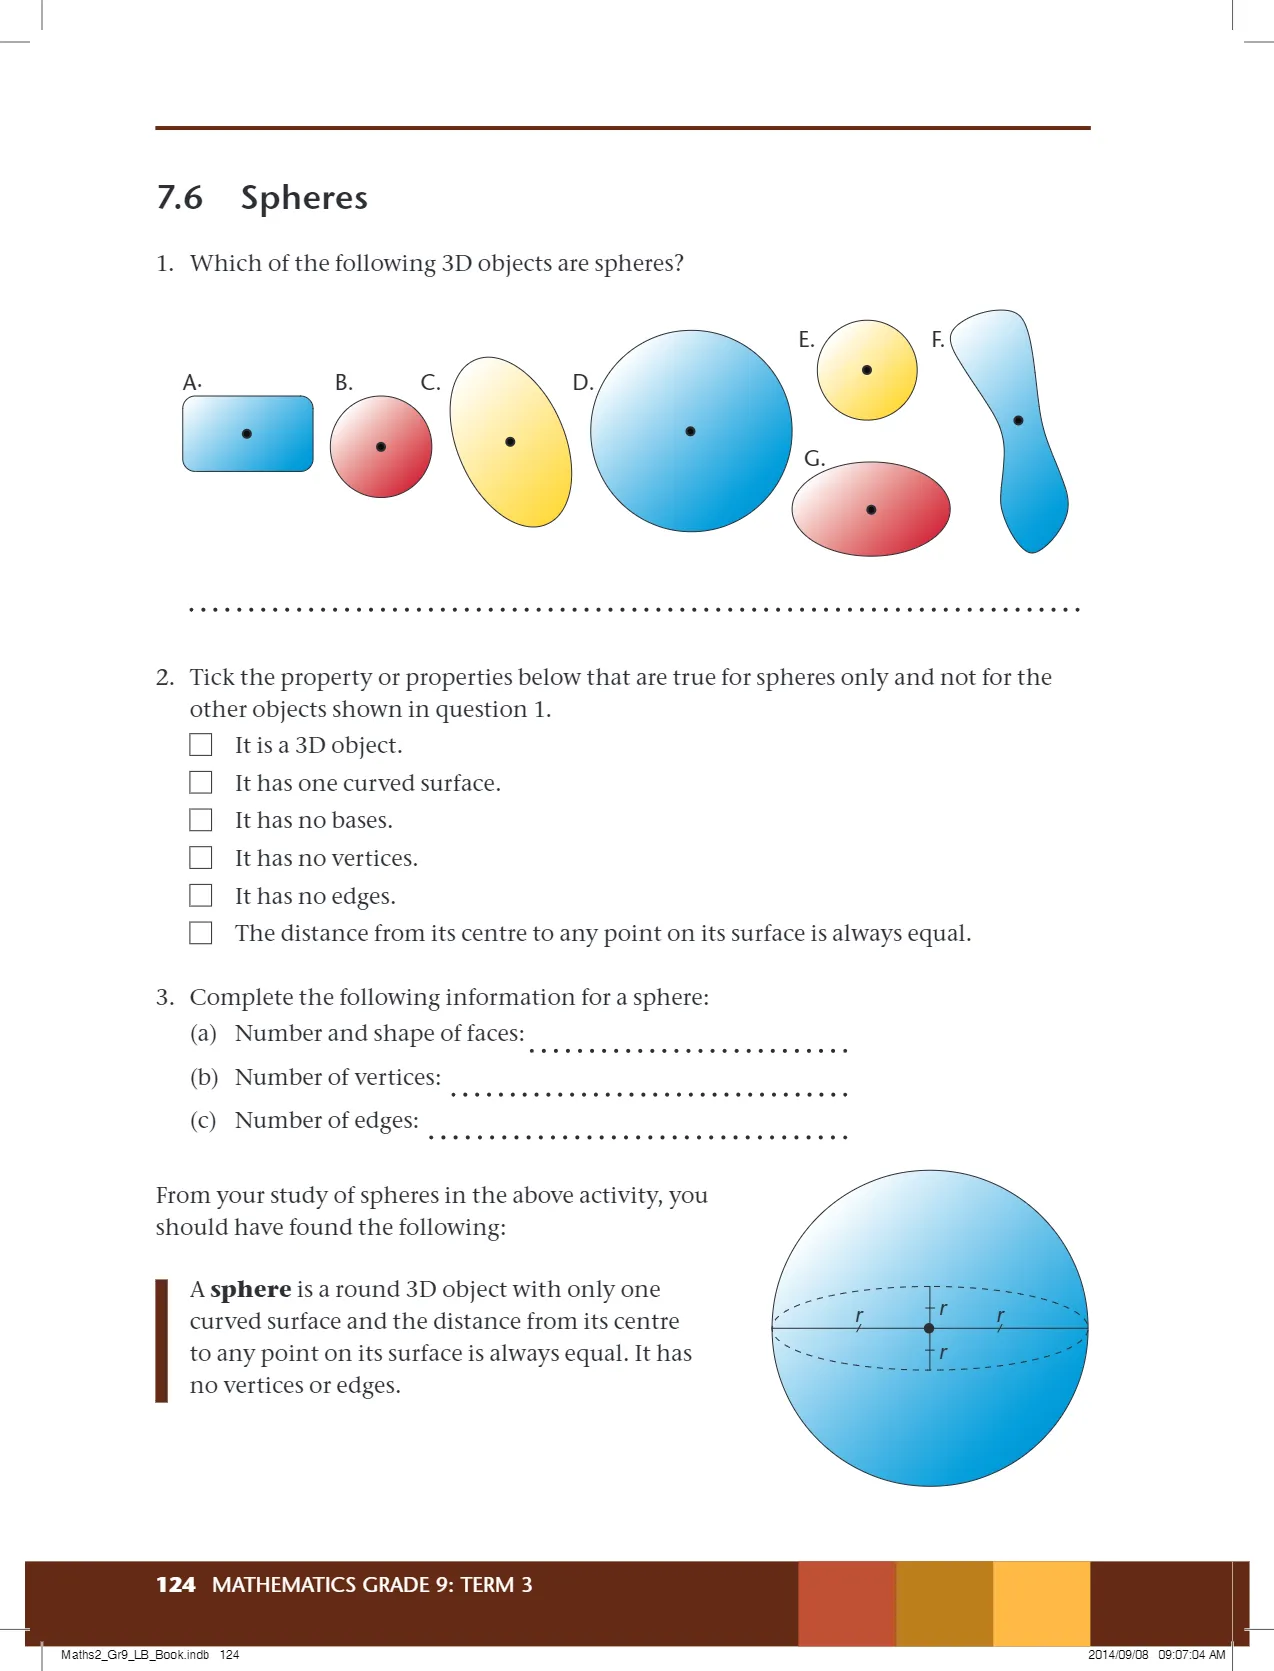 7.6 Spheres
1. Which of the following 3D objects are spheres?
A.
B.
C.
D.
E.
F.
G.
2. Tick the property or properties below that are true for spheres only and not for the
other objects shown in question 1.
It is a 3D object.
It has one curved surface.
It has no bases.
It has no vertices.
It has no edges.
The distance from its centre to any point on its surface is always equal.
3. Complete the following information for a sphere:
(a) Number and shape of faces:
(b) Number of vertices:
(c) Number of edges:
From your study of spheres in the above activity, you
should have found the following:
A sphere is a round 3D object with only one
curved surface and the distance from its centre
to any point on its surface is always equal. It has
no vertices or edges.
r
r
r
r
124 MATHEMATICS GRADE 9: TERM 3
Maths2_Gr9_LB_Book.indb 124
2014/09/08 09:07:04 AM